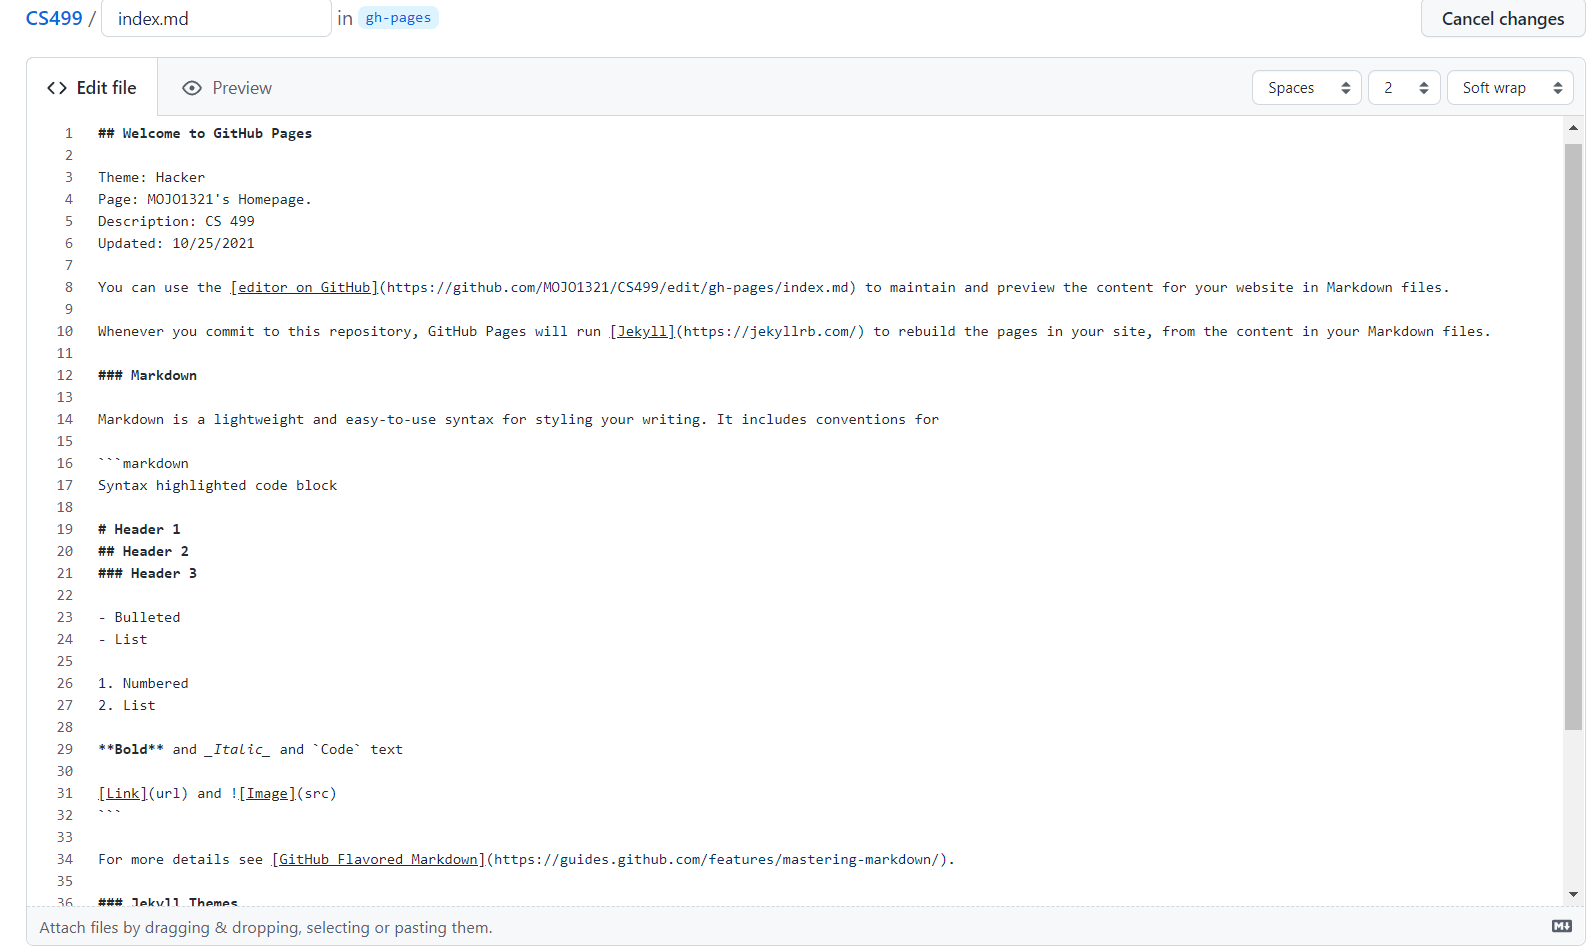 CS499 / index.md in gh-pages Cancel changes
Edit file Preview Spaces 2 Soft wrap
1 ## Welcome to GitHub Pages
2
3 Theme: Hacker
4 Page: MOJO1321's Homepage.
5 Description: CS 499
6 Updated: 10/25/2021
7
8 You can use the [editor on GitHub](https://github.com/MOJO1321/CS499/edit/gh-pages/index.md) to maintain and preview the content for your website in Markdown files.
9
10 Whenever you commit to this repository, GitHub Pages will run [Jekyll](https://jekyllrb.com/) to rebuild the pages in your site, from the content in your Markdown files.
11
12 ### Markdown
13
14 Markdown is a lightweight and easy-to-use syntax for styling your writing. It includes conventions for
15
16 ```markdown
17 Syntax highlighted code block
18
19 # Header 1
20 ## Header 2
21 ### Header 3
22
23 - Bulleted
24 - List
25
26 1. Numbered
27 2. List
28
29 **Bold** and _Italic_ and `Code` text
30
31 [Link](url) and ![Image](src)
32 ```
33
34 For more details see [GitHub Flavored Markdown](https://guides.github.com/features/mastering-markdown/).
35
36 ### Jekyll Themes
Attach files by dragging & dropping, selecting or pasting them.